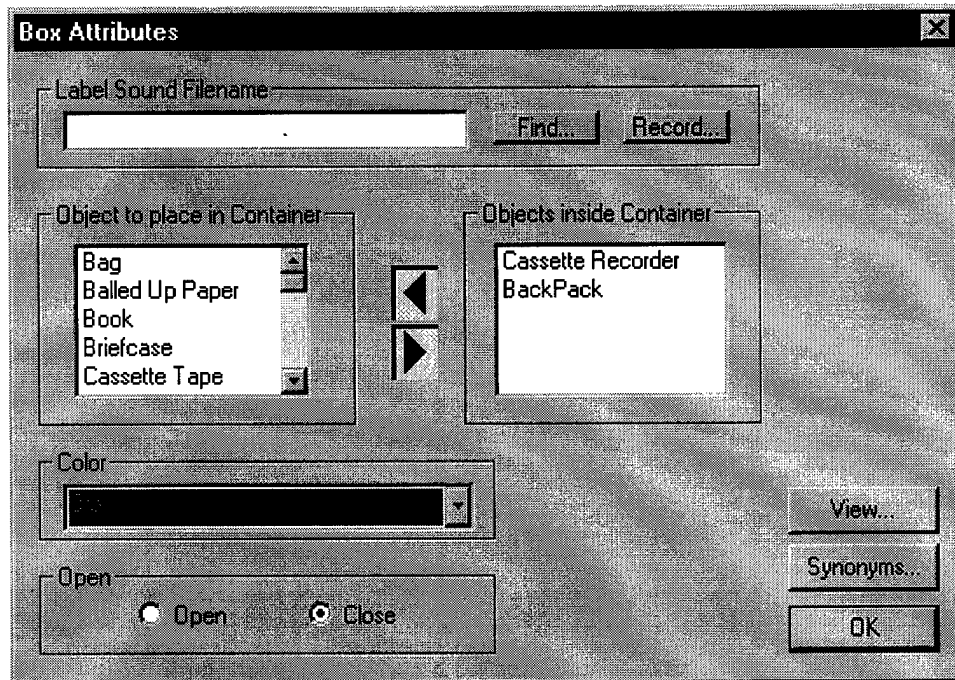 Box Attributes
Label Sound Filename
Find... Record...
Object to place in Container
Bag
Balled Up Paper
Book
Briefcase
Cassette Tape
Objects inside Container
Cassette Recorder
BackPack
Color
Open
Open Close
View...
Synonyms...
OK